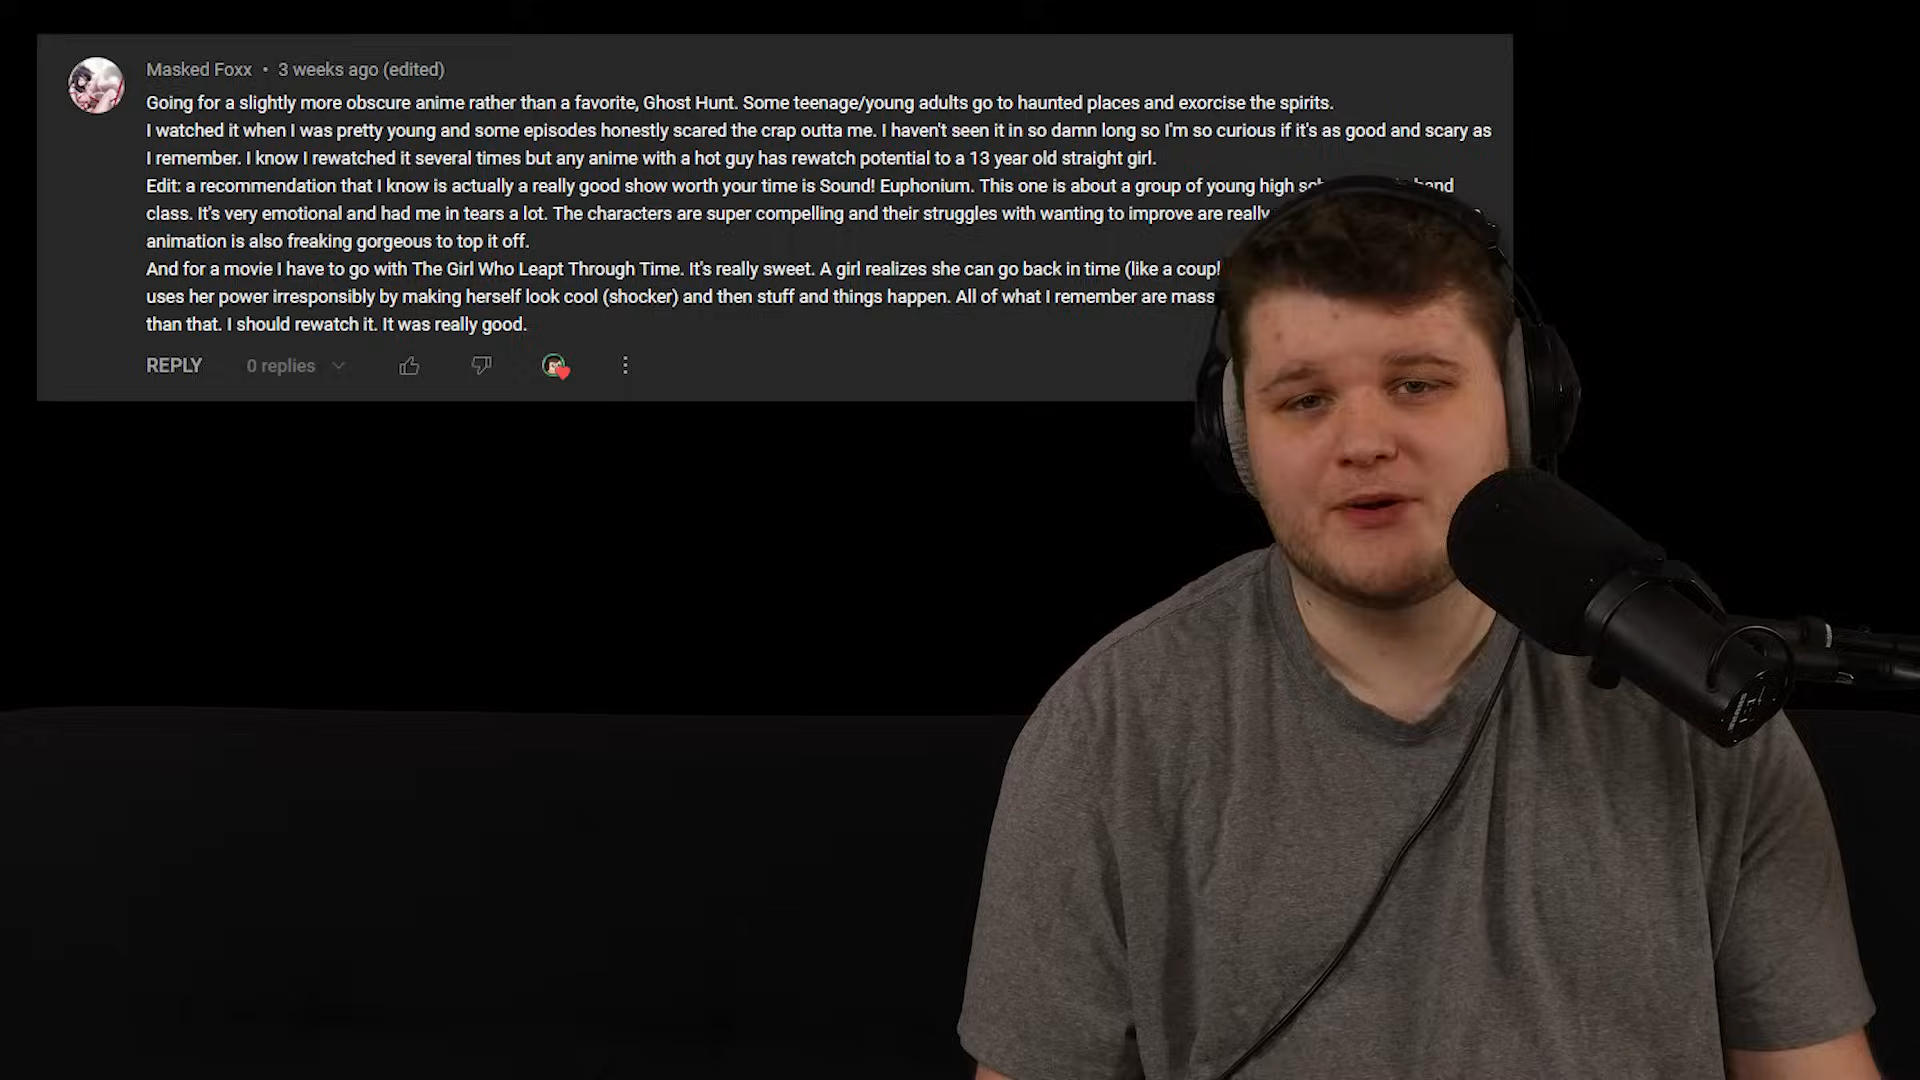 Masked Foxx • 3 weeks ago (edited)
Going for a slightly more obscure anime rather than a favorite, Ghost Hunt. Some teenage/young adults go to haunted places and exorcise the spirits.
I watched it when I was pretty young and some episodes honestly scared the crap outta me. I haven't seen it in so damn long so I'm so curious if it's as good and scary as
I remember. I know I rewatched it several times but any anime with a hot guy has rewatch potential to a 13 year old straight girl.
Edit: a recommendation that I know is actually a really good show worth your time is Sound! Euphonium. This one is about a group of young high
class. It's very emotional and had me in tears a lot. The characters are super compelling and their struggles with wanting to improve are really
animation is also freaking gorgeous to top it off.
And for a movie I have to go with The Girl Who Leapt Through Time. It's really sweet. A girl realizes she can go back in time (like a
uses her power irresponsibly by making herself look cool (shocker) and then stuff and things happen. All of what I remember are
than that. I should rewatch it. It was really good.
REPLY 0 replies
SHURE